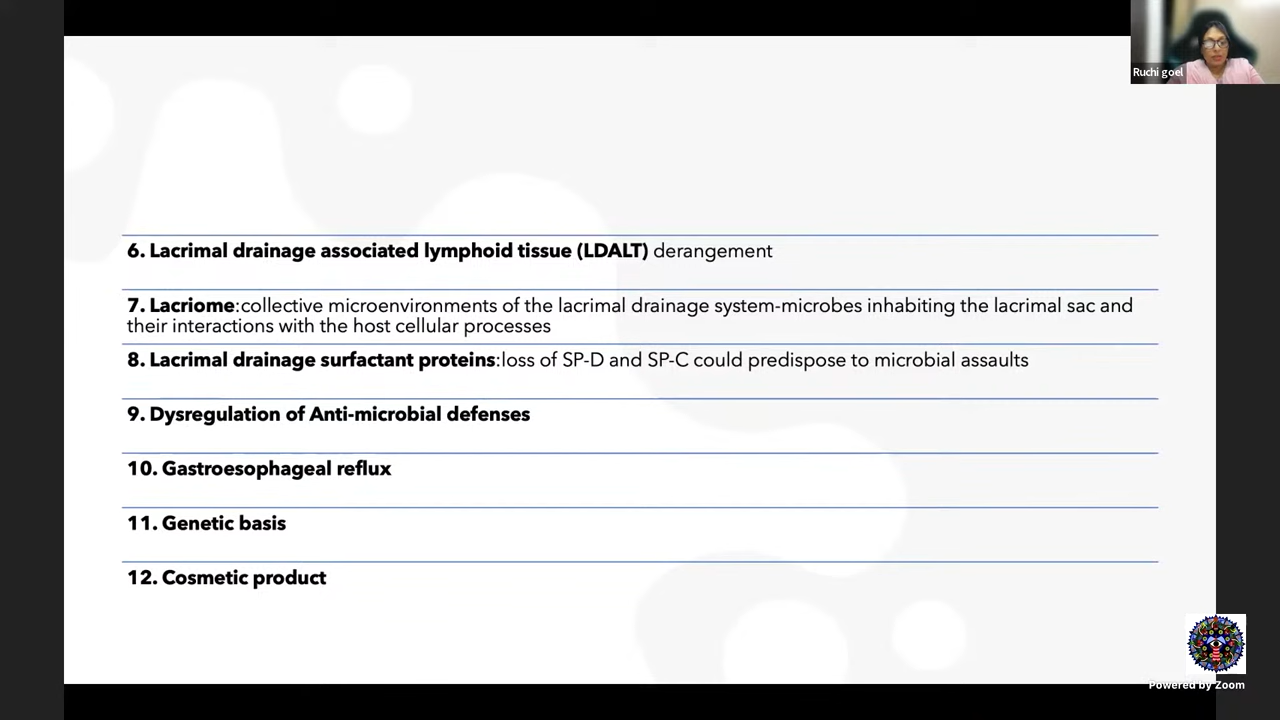 Ruchi goel
6. Lacrimal drainage associated lymphoid tissue (LDALT) derangement
7. Lacriome:collective microenvironments of the lacrimal drainage system-microbes inhabiting the lacrimal sac and
their interactions with the host cellular processes
8. Lacrimal drainage surfactant proteins:loss of SP-D and SP-C could predispose to microbial assaults
9. Dysregulation of Anti-microbial defenses
10. Gastroesophageal reflux
11. Genetic basis
12. Cosmetic product
Powered by Zoom